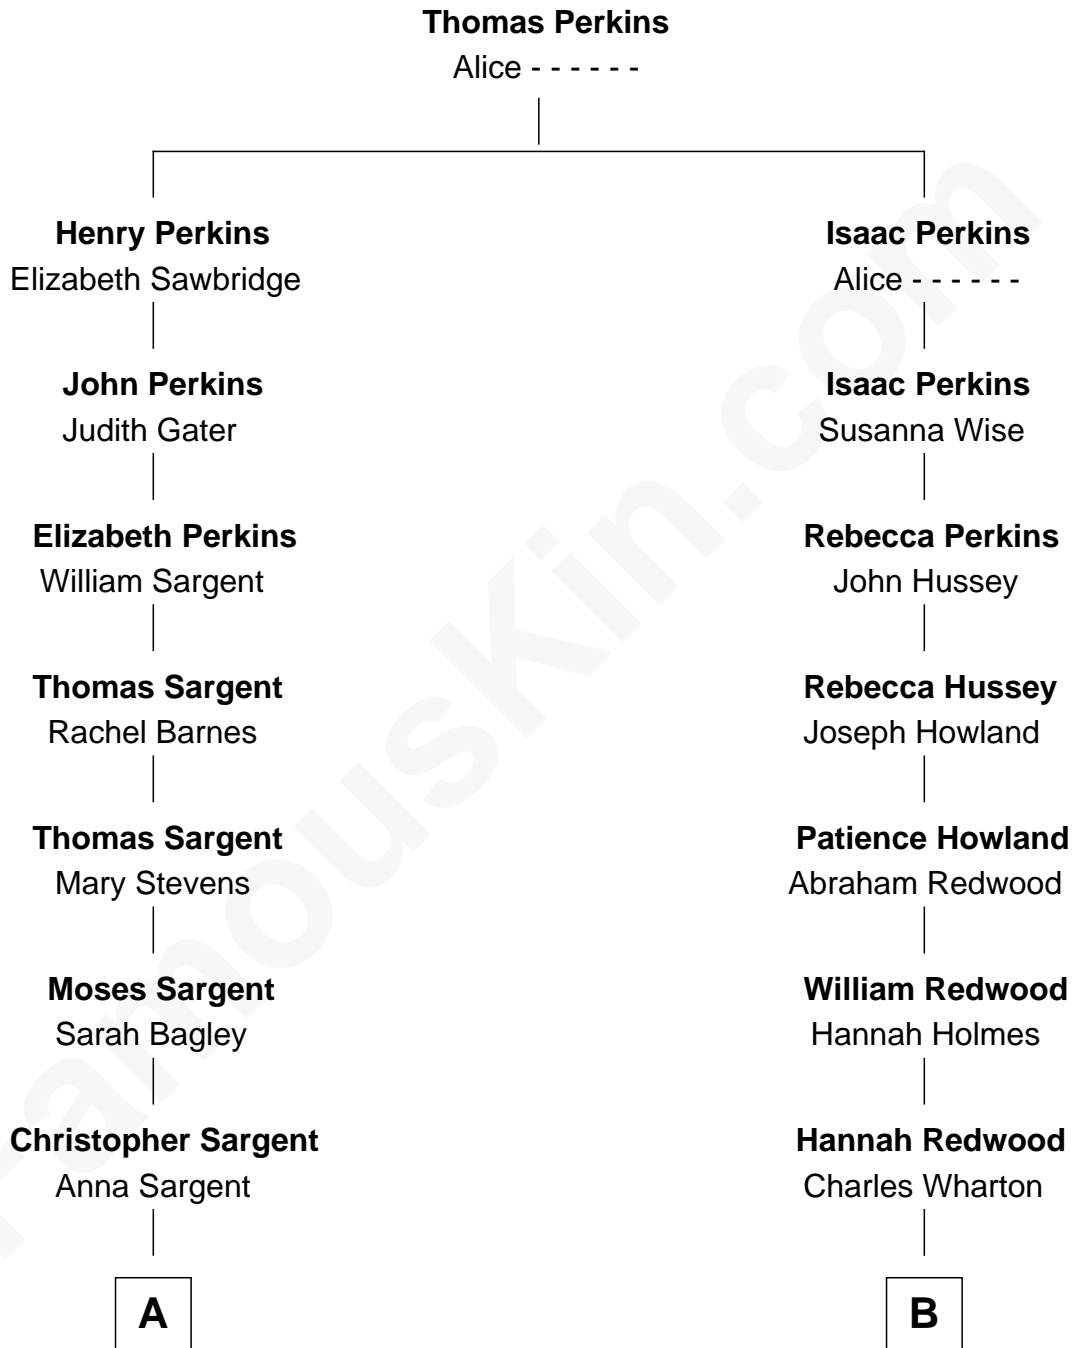 Thomas Perkins
Alice - - - - - -
Henry Perkins
Elizabeth Sawbridge
Isaac Perkins
Alice - - - - - -
John Perkins
Judith Gater
Isaac Perkins
Susanna Wise
Elizabeth Perkins
William Sargent
Rebecca Perkins
John Hussey
Thomas Sargent
Rachel Barnes
Rebecca Hussey
Joseph Howland
Thomas Sargent
Mary Stevens
Patience Howland
Abraham Redwood
Moses Sargent
Sarah Bagley
William Redwood
Hannah Holmes
Christopher Sargent
Anna Sargent
Hannah Redwood
Charles Wharton
A
B
FamousKin.com